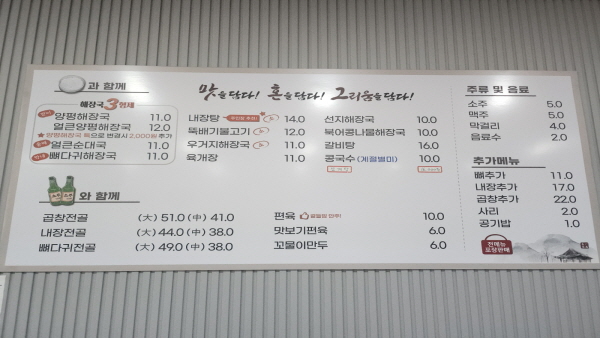 과 함께
해장국 3형제
양평해장국 11.0
얼큰양평해장국 12.0
★ 양평해장국 특으로 변경시 2,000원 추가
얼큰순대국 11.0
뼈다귀해장국 11.0
맛을 담다! 혼을 담다! 그리움을 담다!
내장탕 14.0
뚝배기불고기 12.0
우거지해장국 11.0
육개장 11.0
선지해장국 10.0
북어콩나물해장국 10.0
갈비탕 16.0
콩국수 (계절별미) 10.0
와 함께
곱창전골 (大) 51.0 (中) 41.0
내장전골 (大) 44.0 (中) 38.0
뼈다귀전골 (大) 49.0 (中) 38.0
편육 10.0
맛보기편육 6.0
꼬물이만두 6.0
주류 및 음료
소주 5.0
맥주 5.0
막걸리 4.0
음료수 2.0
추가메뉴
뼈추가 11.0
내장추가 17.0
곱창추가 22.0
사리 2.0
공기밥 1.0
전메뉴
포장판매